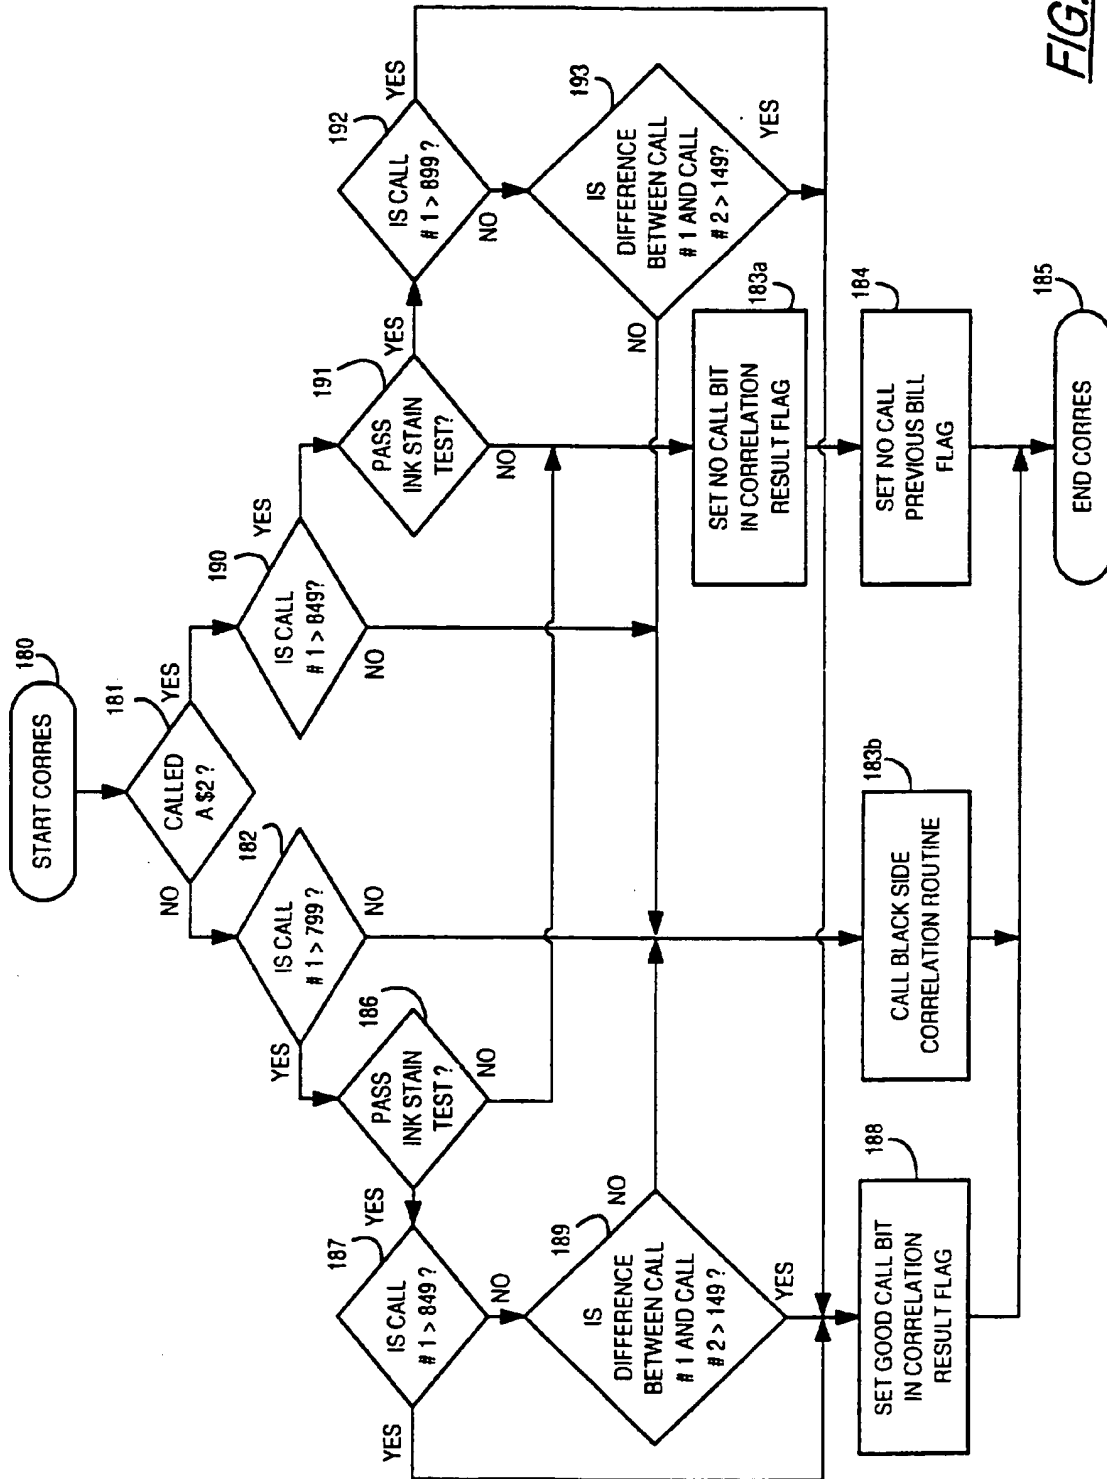 START CORRES
180
CALLED
A $2 ?
181
NO
YES
IS CALL
# 1 > 799 ?
182
YES
NO
IS CALL
# 1 > 849?
190
YES
NO
PASS
INK STAIN
TEST ?
186
YES
NO
PASS
INK STAIN
TEST?
191
YES
NO
IS CALL
# 1 > 849 ?
187
YES
NO
IS CALL
# 1 > 899 ?
192
YES
NO
IS
DIFFERENCE
BETWEEN CALL
# 1 AND CALL
# 2 > 149 ?
189
NO
YES
IS
DIFFERENCE
BETWEEN CALL
# 1 AND CALL
# 2 > 149?
193
NO
YES
SET NO CALL BIT
IN CORRELATION
RESULT FLAG
183a
SET GOOD CALL BIT
IN CORRELATION
RESULT FLAG
188
CALL BLACK SIDE
CORRELATION ROUTINE
183b
SET NO CALL
PREVIOUS BILL
FLAG
184
END CORRES
185
FIG.